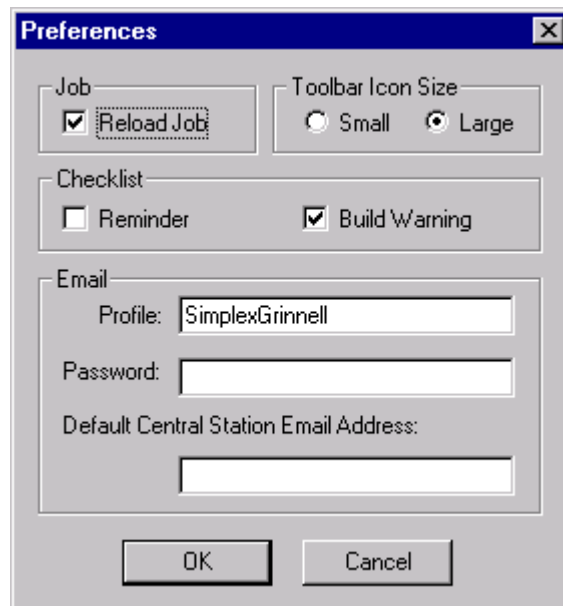 Preferences
Job
Toolbar Icon Size
Reload Job
Small
Large
Checklist
Reminder
Build Warning
Email
Profile: SimplexGrinnell
Password:
Default Central Station Email Address:
OK
Cancel